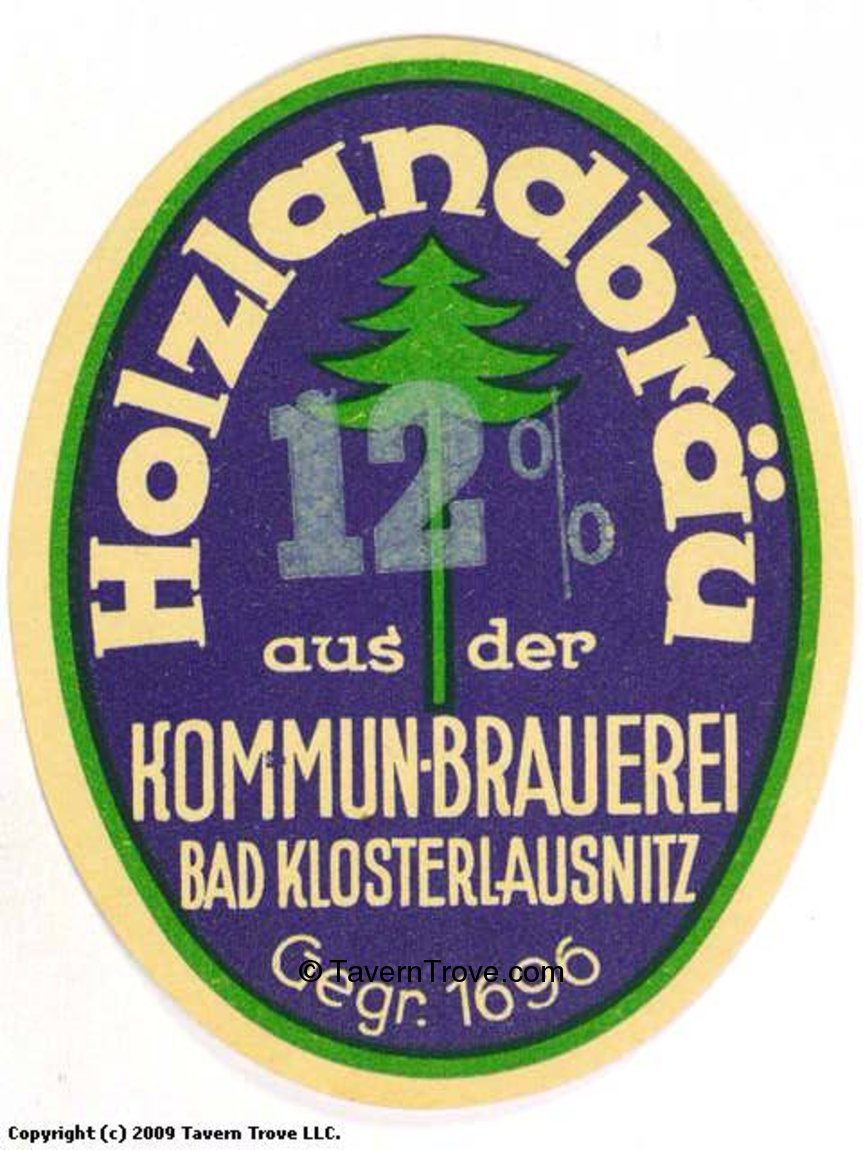 Holzlandbräu
12%
aus der
KOMMUN-BRAUEREI
BAD KLOSTERLAUSNITZ
Gegr. 1696
© TavernTrove.com
Copyright (c) 2009 Tavern Trove LLC.